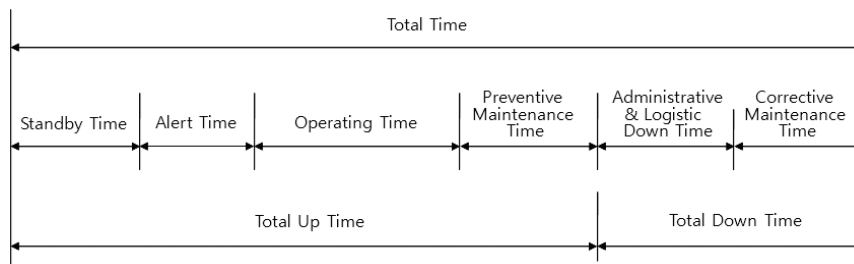 Total Time
Standby Time
Alert Time
Operating Time
Preventive
Maintenance
Time
Administrative
& Logistic
Down Time
Corrective
Maintenance
Time
Total Up Time
Total Down Time